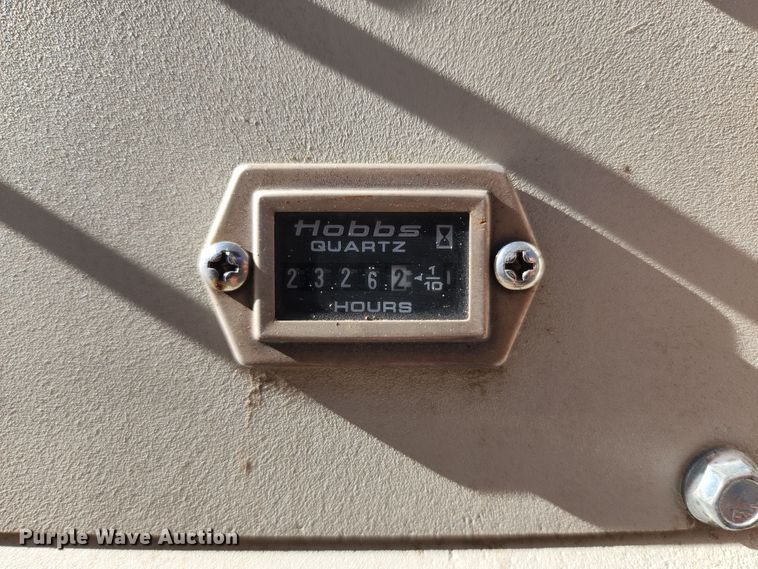 Hobbs
QUARTZ
2 3 2 6 2 1/10
HOURS
Purple Wave Auction